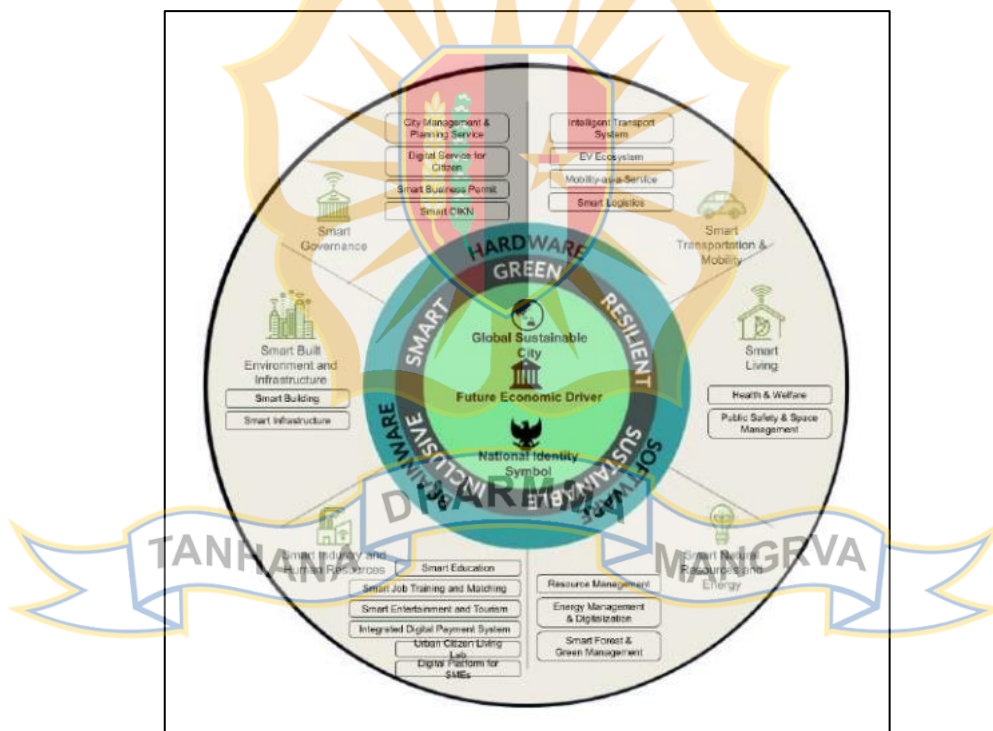 City Management &
Planning Service
Digital Service for
Citizen
Smart Business Permit
Smart OIKN
Smart
Governance
Intelligent Transport
System
EV Ecosystem
Mobility-as-a-Service
Smart Logistics
Smart
Transportation &
Mobility
Smart Built
Environment and
Infrastructure
Smart Building
Smart Infrastructure
Smart
Living
Health & Welfare
Public Safety & Space
Management
HARDWARE
GREEN
SMART
RESILIENT
BRAINWARE
INCLUSIVE
SUSTAINABLE
SOFTWARE
Global Sustainable
City
Future Economic Driver
National Identity
Symbol
TANHANA
DHARMMA
MANGRVA
Smart Industry and
Human Resources
Smart Education
Smart Job Training and Matching
Smart Entertainment and Tourism
Integrated Digital Payment System
Urban Citizen Living
Lab
Digital Platform for
SMEs
Smart Natural
Resources and
Energy
Resource Management
Energy Management
& Digitalization
Smart Forest &
Green Management